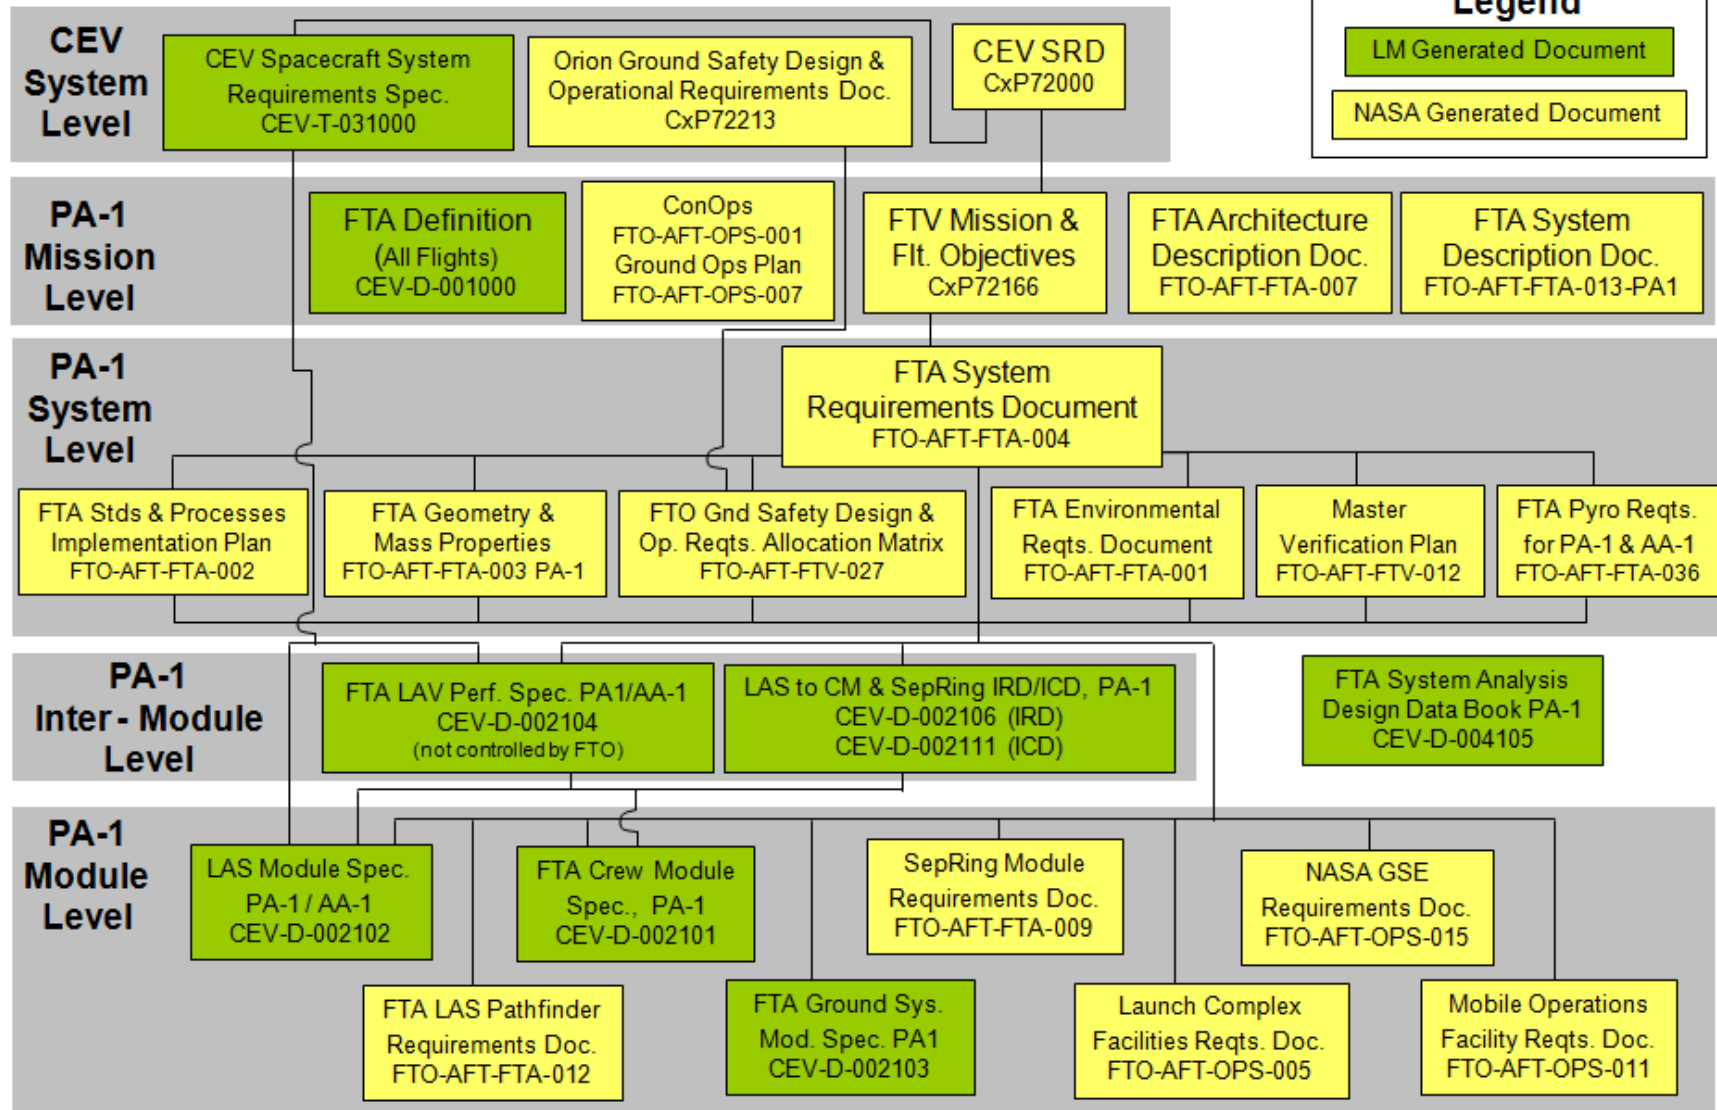 Legend
LM Generated Document
NASA Generated Document
CEV
System
Level
CEV Spacecraft System
Requirements Spec.
CEV-T-031000
Orion Ground Safety Design &
Operational Requirements Doc.
CxP72213
CEV SRD
CxP72000
PA-1
Mission
Level
FTA Definition
(All Flights)
CEV-D-001000
ConOps
FTO-AFT-OPS-001
Ground Ops Plan
FTO-AFT-OPS-007
FTV Mission &
Flt. Objectives
CxP72166
FTA Architecture
Description Doc.
FTO-AFT-FTA-007
FTA System
Description Doc.
FTO-AFT-FTA-013-PA1
PA-1
System
Level
FTA System
Requirements Document
FTO-AFT-FTA-004
FTA Stds & Processes
Implementation Plan
FTO-AFT-FTA-002
FTA Geometry &
Mass Properties
FTO-AFT-FTA-003 PA-1
FTO Gnd Safety Design &
Op. Reqts. Allocation Matrix
FTO-AFT-FTV-027
FTA Environmental
Reqts. Document
FTO-AFT-FTA-001
Master
Verification Plan
FTO-AFT-FTV-012
FTA Pyro Reqts.
for PA-1 & AA-1
FTO-AFT-FTA-036
PA-1
Inter - Module
Level
FTA LAV Perf. Spec. PA1/AA-1
CEV-D-002104
(not controlled by FTO)
LAS to CM & SepRing IRD/ICD, PA-1
CEV-D-002106 (IRD)
CEV-D-002111 (ICD)
FTA System Analysis
Design Data Book PA-1
CEV-D-004105
PA-1
Module
Level
LAS Module Spec.
PA-1 / AA-1
CEV-D-002102
FTA Crew Module
Spec., PA-1
CEV-D-002101
SepRing Module
Requirements Doc.
FTO-AFT-FTA-009
NASA GSE
Requirements Doc.
FTO-AFT-OPS-015
FTA LAS Pathfinder
Requirements Doc.
FTO-AFT-FTA-012
FTA Ground Sys.
Mod. Spec. PA1
CEV-D-002103
Launch Complex
Facilities Reqts. Doc.
FTO-AFT-OPS-005
Mobile Operations
Facility Reqts. Doc.
FTO-AFT-OPS-011